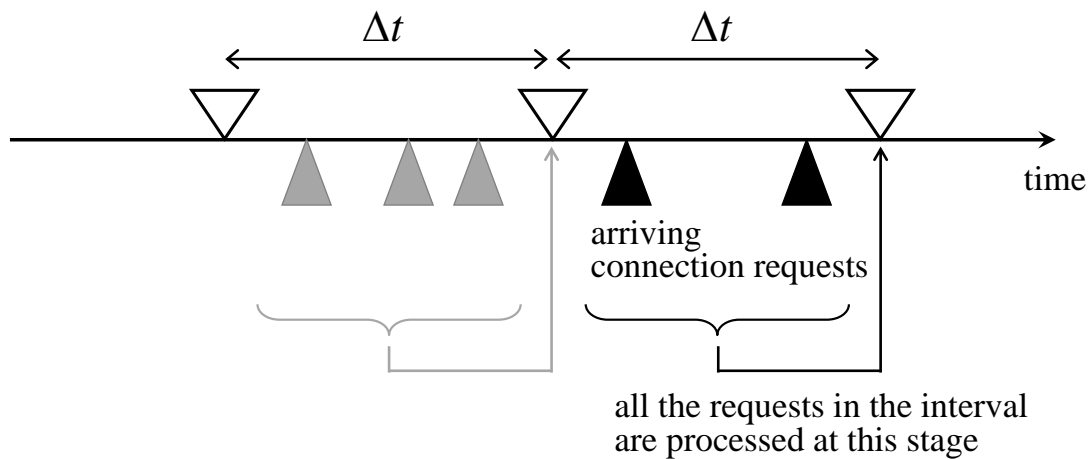 Δt
Δt
time
arriving
connection requests
all the requests in the interval
are processed at this stage